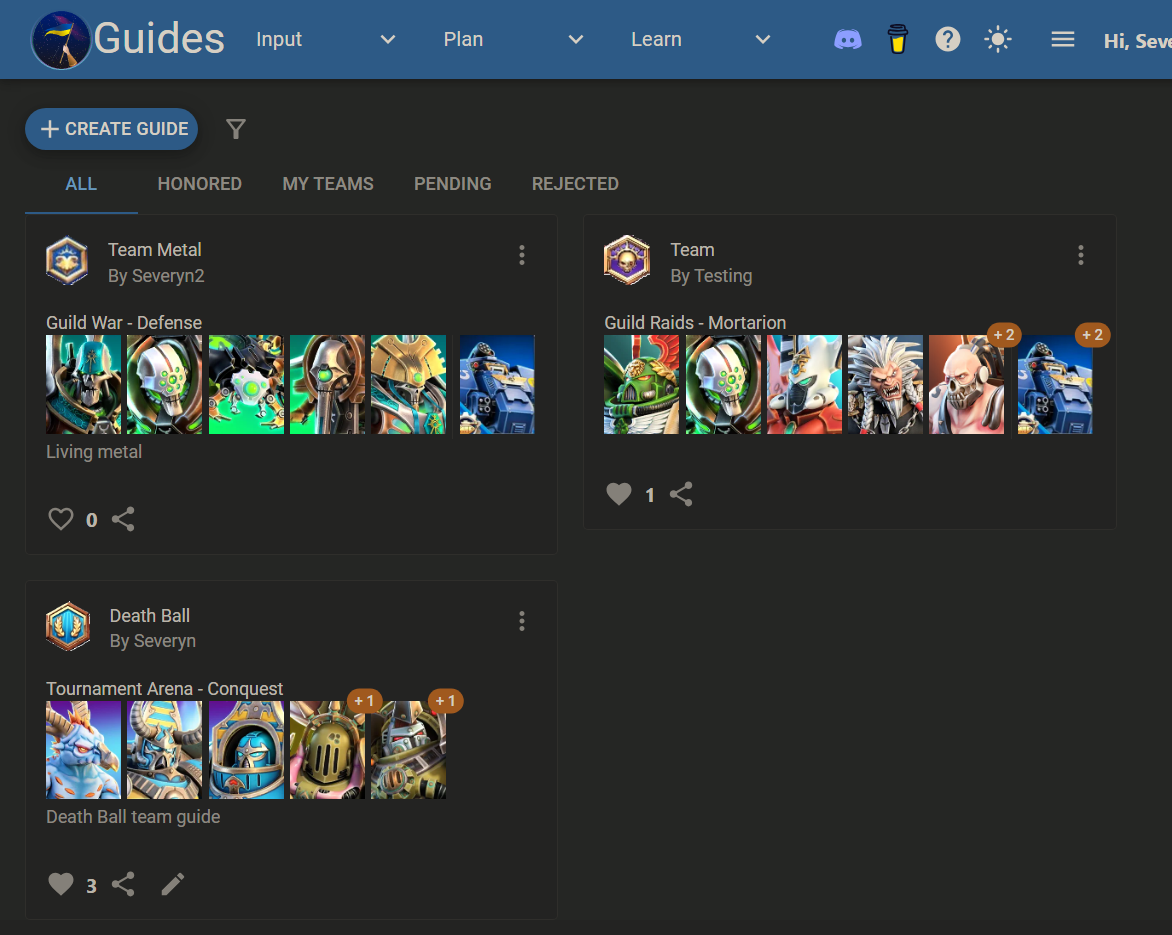 Guides Input Plan Learn ? Hi, Seve
+ CREATE GUIDE
ALL HONORED MY TEAMS PENDING REJECTED
Team Metal
By Severyn2
Guild War - Defense
Living metal
0
Team
By Testing
Guild Raids - Mortarion
+ 2 + 2
1
Death Ball
By Severyn
Tournament Arena - Conquest
+ 1 + 1
Death Ball team guide
3